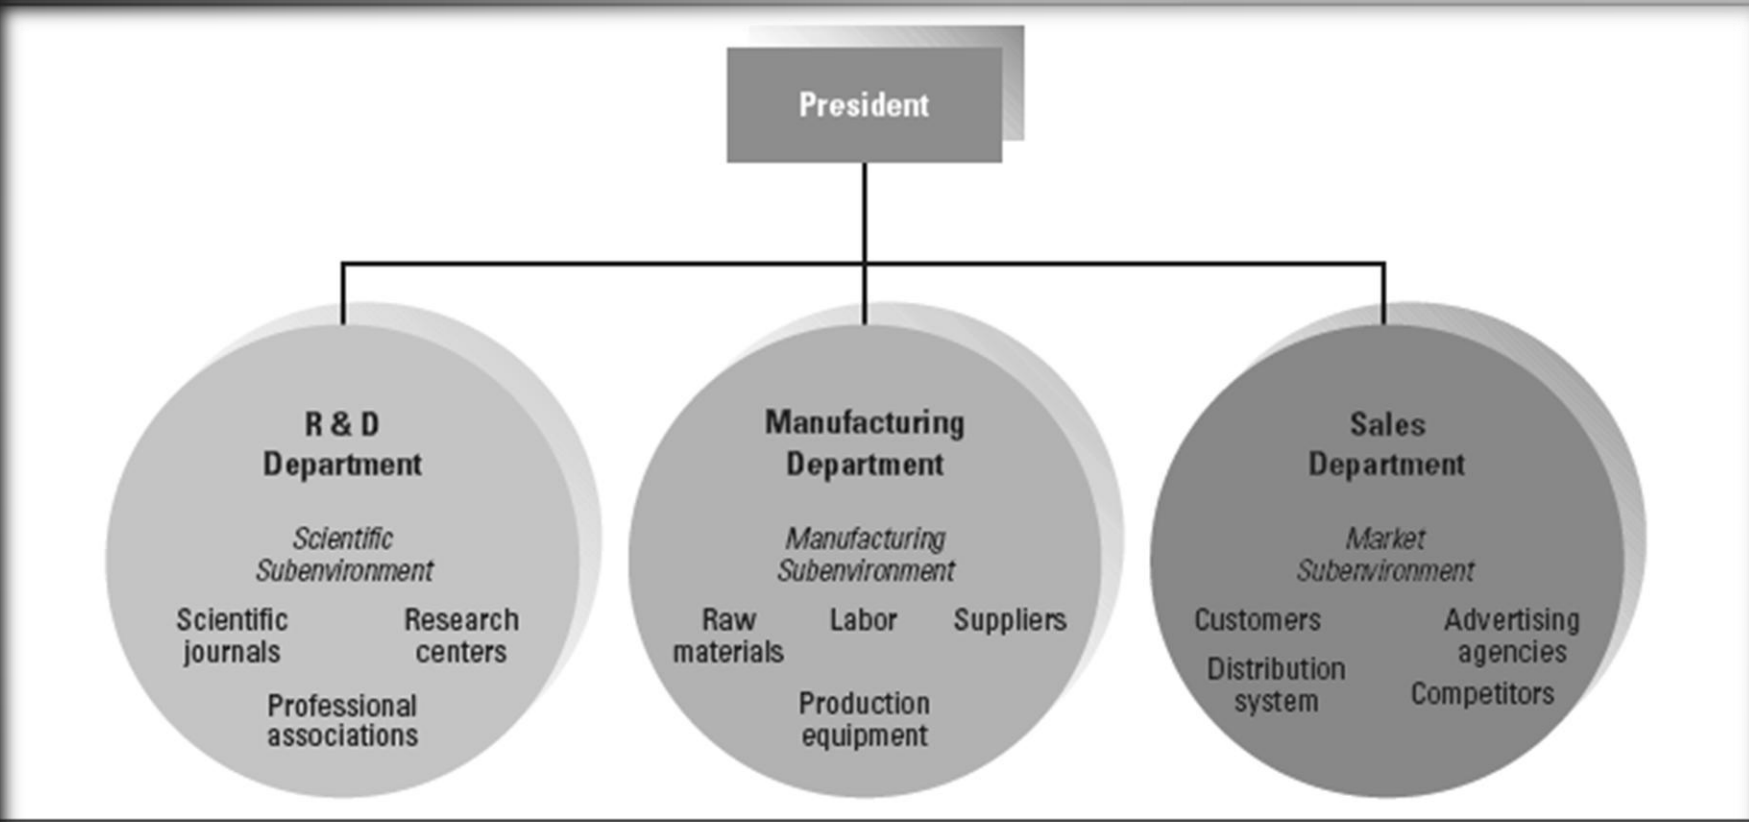 President
R & D
Department
Scientific
Subenvironment
Scientific
journals
Research
centers
Professional
associations
Manufacturing
Department
Manufacturing
Subenvironment
Raw
materials
Labor
Suppliers
Production
equipment
Sales
Department
Market
Subenvironment
Customers
Advertising
agencies
Distribution
system
Competitors